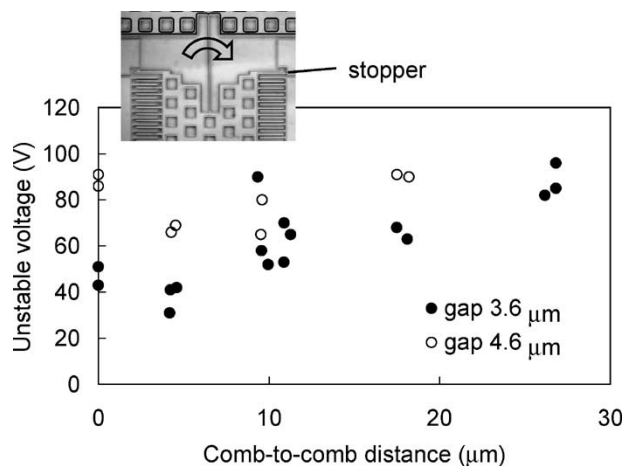 stopper
120
100
80
60
40
20
0
Unstable voltage (V)
gap 3.6 μm
gap 4.6 μm
0 10 20 30
Comb-to-comb distance (μm)